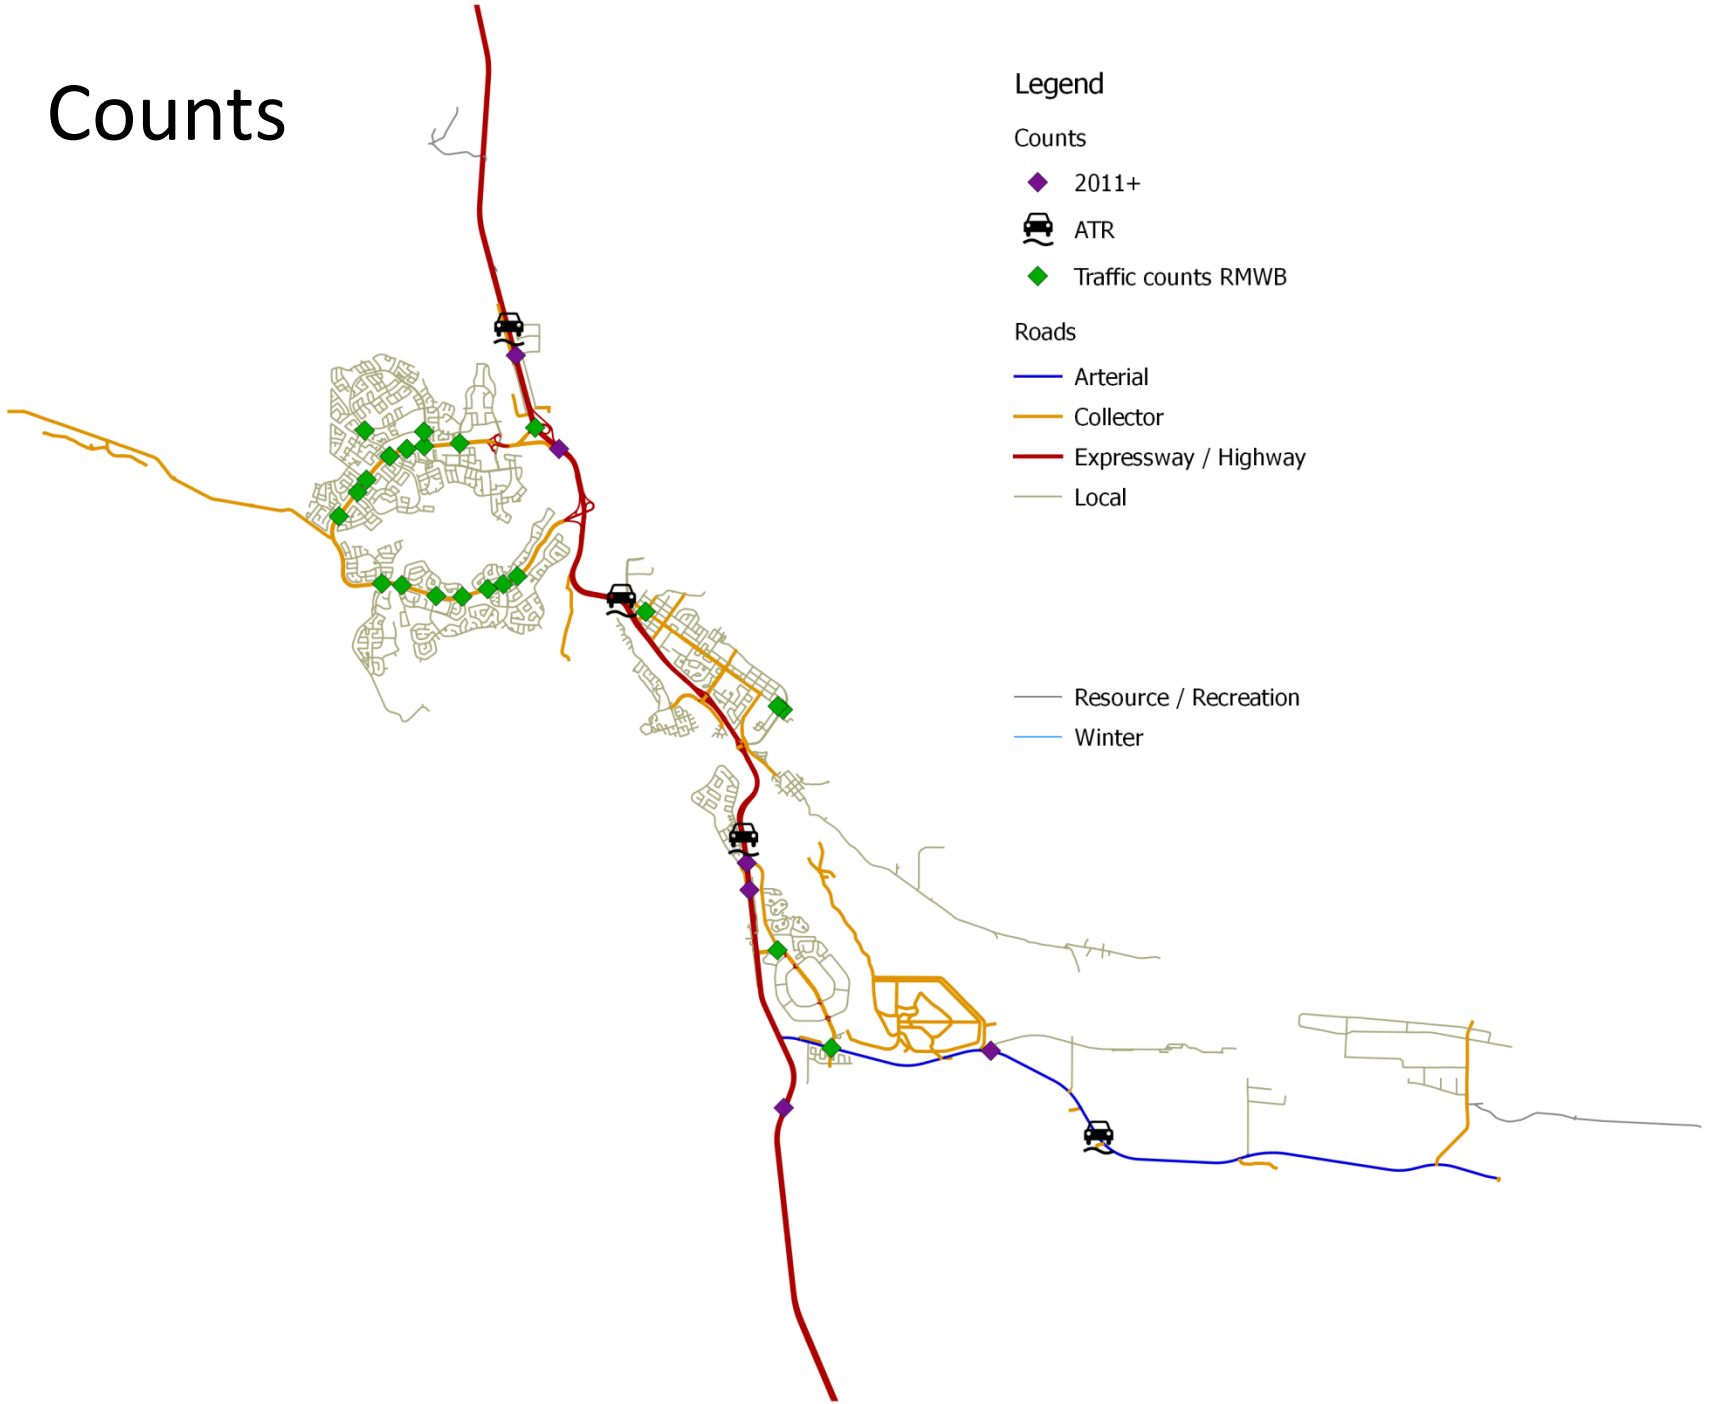 Counts
Legend
Counts
2011+
ATR
Traffic counts RMWB
Roads
Arterial
Collector
Expressway / Highway
Local
Resource / Recreation
Winter